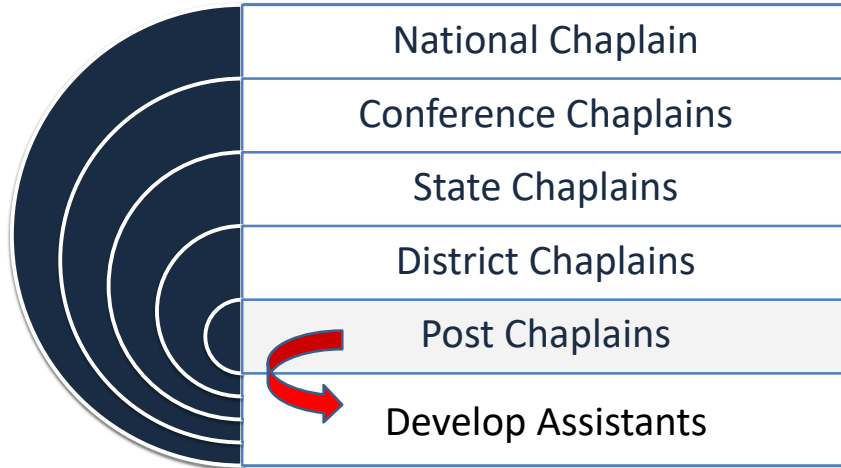 National Chaplain
Conference Chaplains
State Chaplains
District Chaplains
Post Chaplains
Develop Assistants